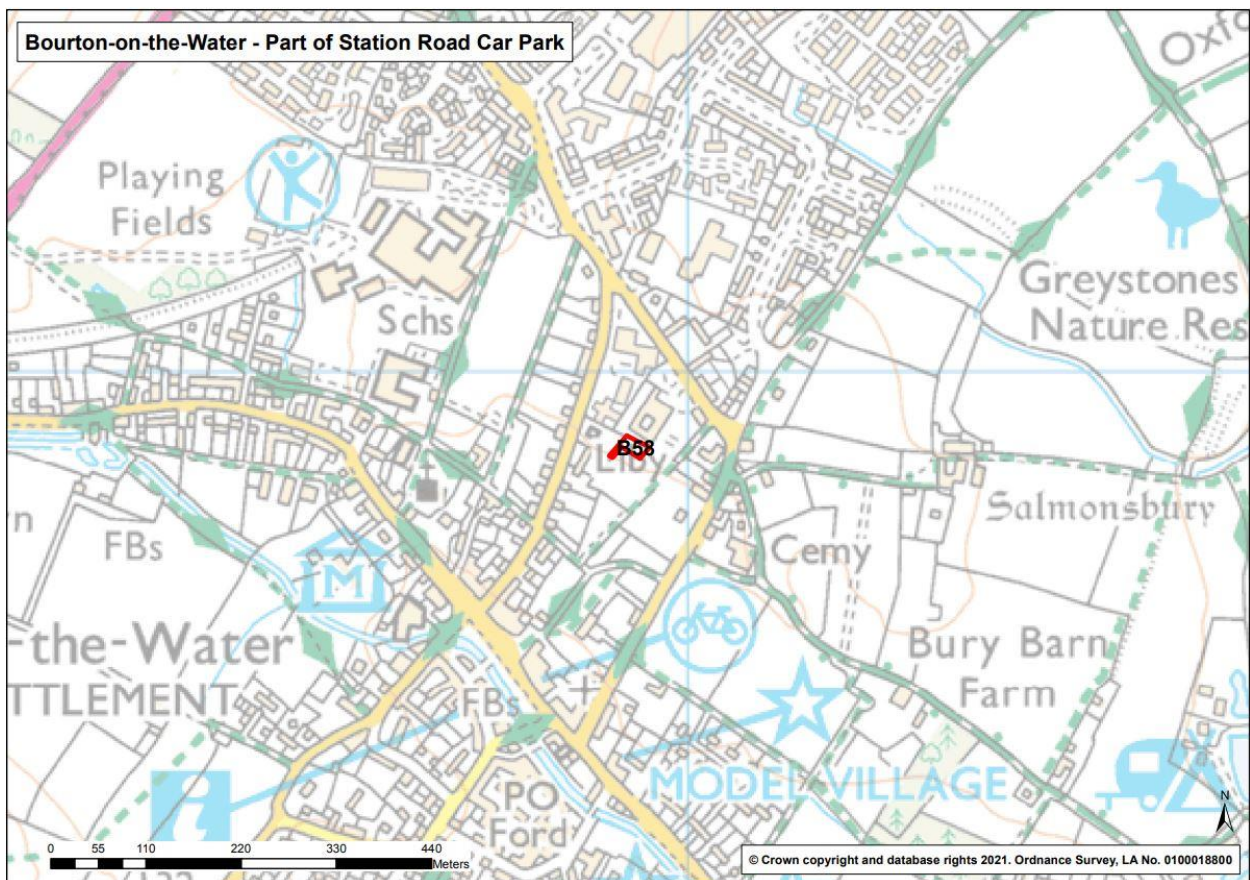 Bourton-on-the-Water - Part of Station Road Car Park
Playing
Fields
Schs
Greystones
Nature Res
B58
FBs
M
Salmonsbury
Cemy
-the-Water
TTLEMENT
Bury Barn
Farm
FBs
MODEL VILLAGE
i
PO
Ford
N
0 55 110 220 330 440
Meters
© Crown copyright and database rights 2021. Ordnance Survey, LA No. 0100018800